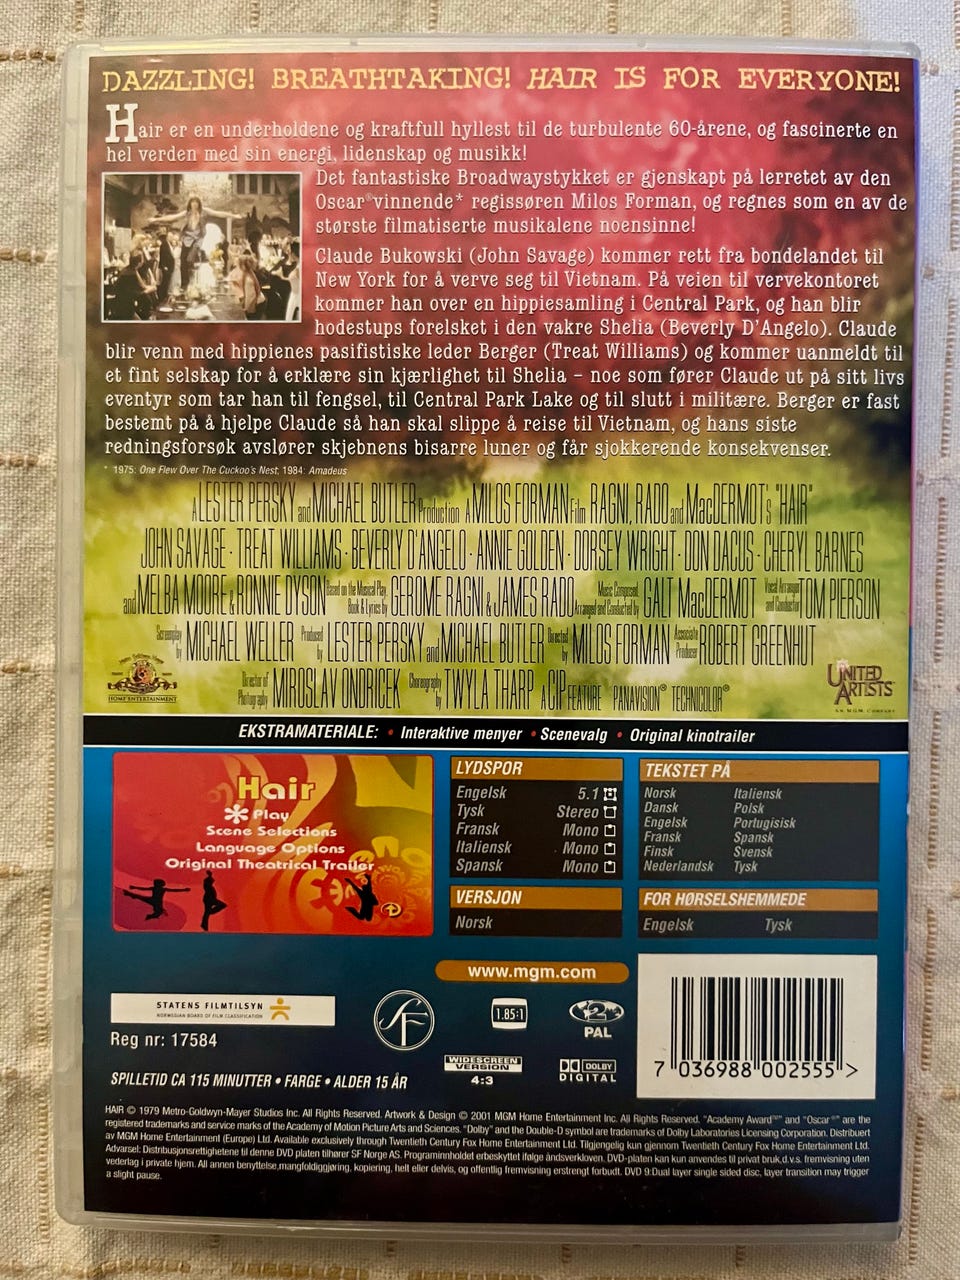 DAZZLING! BREATHTAKING! HAIR IS FOR EVERYONE!
Hair er en underholdene og kraftfull hyllest til de turbulente 60-årene, og fascinerte en
hel verden med sin energi, lidenskap og musikk!
Det fantastiske Broadwaystykket er gjenskapt på lerretet av den
Oscar®vinnende* regissøren Milos Forman, og regnes som en av de
største filmatiserte musikalene noensinne!
Claude Bukowski (John Savage) kommer rett fra bondelandet til
New York for å verve seg til Vietnam. På veien til vervekontoret
kommer han over en hippiesamling i Central Park, og han blir
hodestups forelsket i den vakre Shelia (Beverly D'Angelo). Claude
blir venn med hippienes pasifistiske leder Berger (Treat Williams) og kommer uanmeldt til
et fint selskap for å erklære sin kjærlighet til Shelia – noe som fører Claude ut på sitt livs
eventyr som tar han til fengsel, til Central Park Lake og til slutt i militære. Berger er fast
bestemt på å hjelpe Claude så han skal slippe å reise til Vietnam, og hans siste
redningsforsøk avslører skjebnens bisarre luner og får sjokkerende konsekvenser.
* 1975: One Flew Over The Cuckoo's Nest; 1984: Amadeus
A LESTER PERSKY and MICHAEL BUTLER Production A MILOS FORMAN Film RAGNI, RADO and MacDERMOT's "HAIR"
JOHN SAVAGE · TREAT WILLIAMS · BEVERLY D'ANGELO · ANNIE GOLDEN · DORSEY WRIGHT · DON DACUS · CHERYL BARNES
and MELBA MOORE & RONNIE DYSON Based on the Musical Play, Book & Lyrics by GEROME RAGNI & JAMES RADO Music Composed, Arranged and Conducted by GALT MacDERMOT Vocal Arranger and Conductor TOM PIERSON
Screenplay by MICHAEL WELLER Produced by LESTER PERSKY and MICHAEL BUTLER Directed by MILOS FORMAN Associate Producer ROBERT GREENHUT
Director of Photography MIROSLAV ONDRICEK Choreography by TWYLA THARP A CIP FEATURE PANAVISION® TECHNICOLOR®
METRO GOLDWYN MAYER
HOME ENTERTAINMENT
UNITED
ARTISTS
AN M.G.M. COMPANY
EKSTRAMATERIALE: • Interaktive menyer • Scenevalg • Original kinotrailer
Hair
Play
Scene Selections
Language Options
Original Theatrical Trailer
LYDSPOR
Engelsk 5.1
Tysk Stereo
Fransk Mono
Italiensk Mono
Spansk Mono
VERSJON
Norsk
TEKSTET PÅ
Norsk Italiensk
Dansk Polsk
Engelsk Portugisisk
Fransk Spansk
Finsk Svensk
Nederlandsk Tysk
FOR HØRSELSHEMMEDE
Engelsk Tysk
www.mgm.com
STATENS FILMTILSYN
NORWEGIAN BOARD OF FILM CLASSIFICATION
Reg nr: 17584
SF
1.85:1
2
PAL
WIDESCREEN
VERSION
4:3
DOLBY
DIGITAL
7 036988 002555 >
SPILLETID CA 115 MINUTTER • FARGE • ALDER 15 ÅR
HAIR © 1979 Metro-Goldwyn-Mayer Studios Inc. All Rights Reserved. Artwork & Design © 2001 MGM Home Entertainment Inc. All Rights Reserved. "Academy Award™" and "Oscar®" are the
registered trademarks and service marks of the Academy of Motion Picture Arts and Sciences. "Dolby" and the Double-D symbol are trademarks of Dolby Laboratories Licensing Corporation. Distribuert
av MGM Home Entertainment (Europe) Ltd. Available exclusively through Twentieth Century Fox Home Entertainment Ltd. Tilgjengelig kun gjennom Twentieth Century Fox Home Entertainment Ltd.
Advarsel: Distribusjonsrettighetene til denne DVD platen tilhører SF Norge AS. Programinnholdet erbeskyttet ifølge åndsverkloven. DVD-platen kan kun anvendes til privat bruk,d.v.s. fremvisning uten
vederlag i private hjem. All annen benyttelse,mangfoldiggjøring, kopiering, helt eller delvis, og offentlig fremvisning erstrengt forbudt. DVD 9:Dual layer single sided disc, layer transition may trigger
a slight pause.